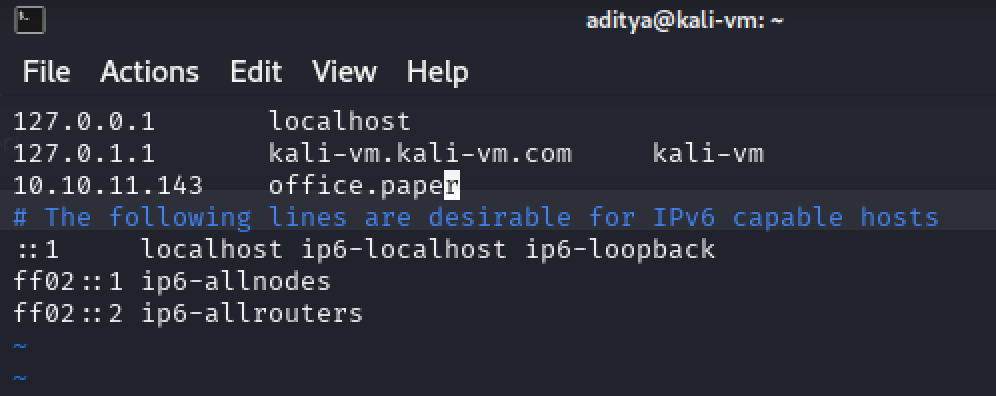 aditya@kali-vm: ~
File Actions Edit View Help
127.0.0.1 localhost
127.0.1.1 kali-vm.kali-vm.com kali-vm
10.10.11.143 office.paper
# The following lines are desirable for IPv6 capable hosts
::1 localhost ip6-localhost ip6-loopback
ff02::1 ip6-allnodes
ff02::2 ip6-allrouters
~
~